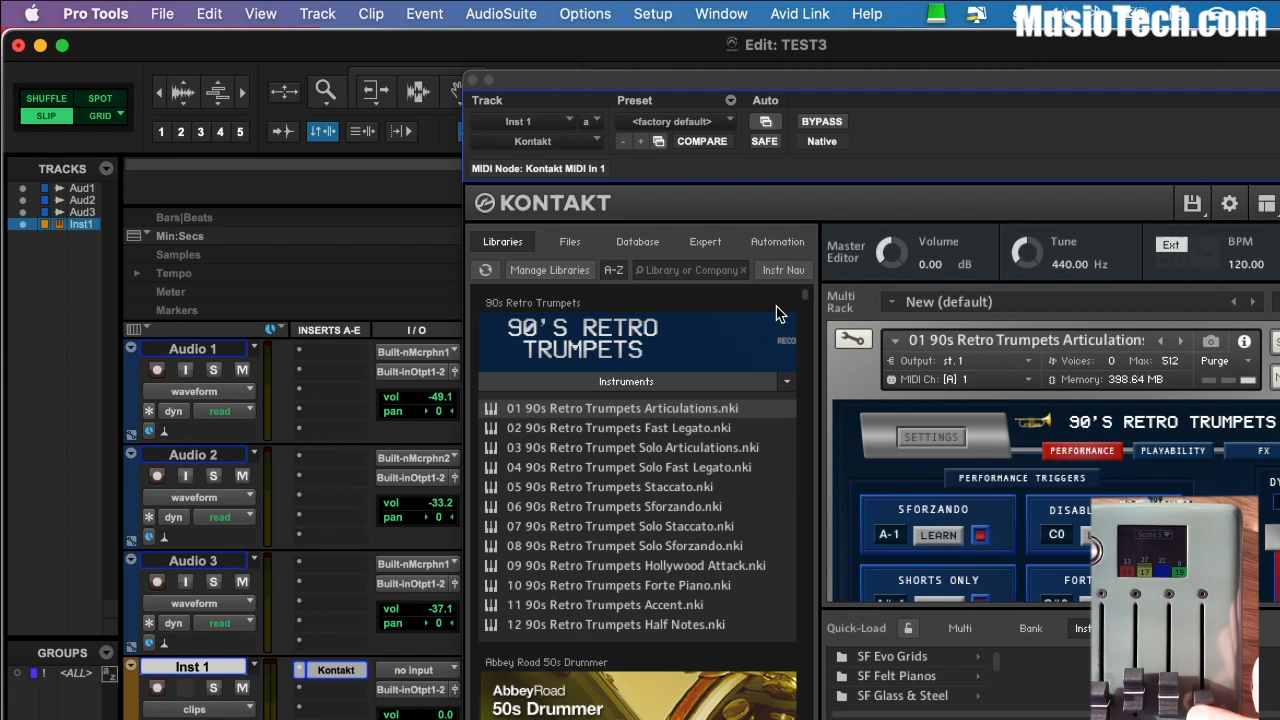 Pro Tools File Edit View Track Clip Event AudioSuite Options Setup Window Avid Link Help
MusioTech.com
Edit: TEST3
SHUFFLE SPOT
SLIP GRID
1 2 3 4 5
Track Preset Auto
Inst 1 a <factory default> BYPASS
Kontakt - + COMPARE SAFE Native
MIDI Node: Kontakt MIDI In 1
TRACKS
Aud1
Aud2
Aud3
Inst1
Bars|Beats
Min:Secs
Samples
Tempo
Meter
Markers
INSERTS A-E I / O
Audio 1 Built-nMcrphn1
I S M Built-inOtpt1-2
waveform vol -49.1
dyn read pan 0
Audio 2 Built-nMcrphn2
I S M Built-inOtpt1-2
waveform vol -33.2
dyn read pan 0
Audio 3 Built-nMcrphn1
I S M Built-inOtpt1-2
waveform vol -37.1
dyn read pan 0
GROUPS
! <ALL> a z
Inst 1 Kontakt no input
S M Built-inOtpt1-2
clips vol 0.0
KONTAKT
Libraries Files Database Expert Automation
Manage Libraries A-Z Library or Company × Instr Nav
90s Retro Trumpets
90'S RETRO
TRUMPETS
RECO
Instruments
01 90s Retro Trumpets Articulations.nki
02 90s Retro Trumpets Fast Legato.nki
03 90s Retro Trumpet Solo Articulations.nki
04 90s Retro Trumpet Solo Fast Legato.nki
05 90s Retro Trumpets Staccato.nki
06 90s Retro Trumpets Sforzando.nki
07 90s Retro Trumpet Solo Staccato.nki
08 90s Retro Trumpet Solo Sforzando.nki
09 90s Retro Trumpets Hollywood Attack.nki
10 90s Retro Trumpets Forte Piano.nki
11 90s Retro Trumpets Accent.nki
12 90s Retro Trumpets Half Notes.nki
Abbey Road 50s Drummer
AbbeyRoad
50s Drummer
Master Editor Volume 0.00 dB Tune 440.00 Hz Ext BPM 120.00
Multi Rack New (default)
01 90s Retro Trumpets Articulation:
Output: st.1 Voices: 0 Max: 512 Purge
MIDI Ch: [A] 1 Memory: 398.64 MB
SETTINGS 90'S RETRO TRUMPETS
PERFORMANCE PLAYABILITY FX
PERFORMANCE TRIGGERS
SFORZANDO DISABL
A-1 LEARN C0
SHORTS ONLY FORT
Scene 5
13 27 21 0
17 19
Quick-Load Multi Bank Inst
SF Evo Grids
SF Felt Pianos
SF Glass & Steel